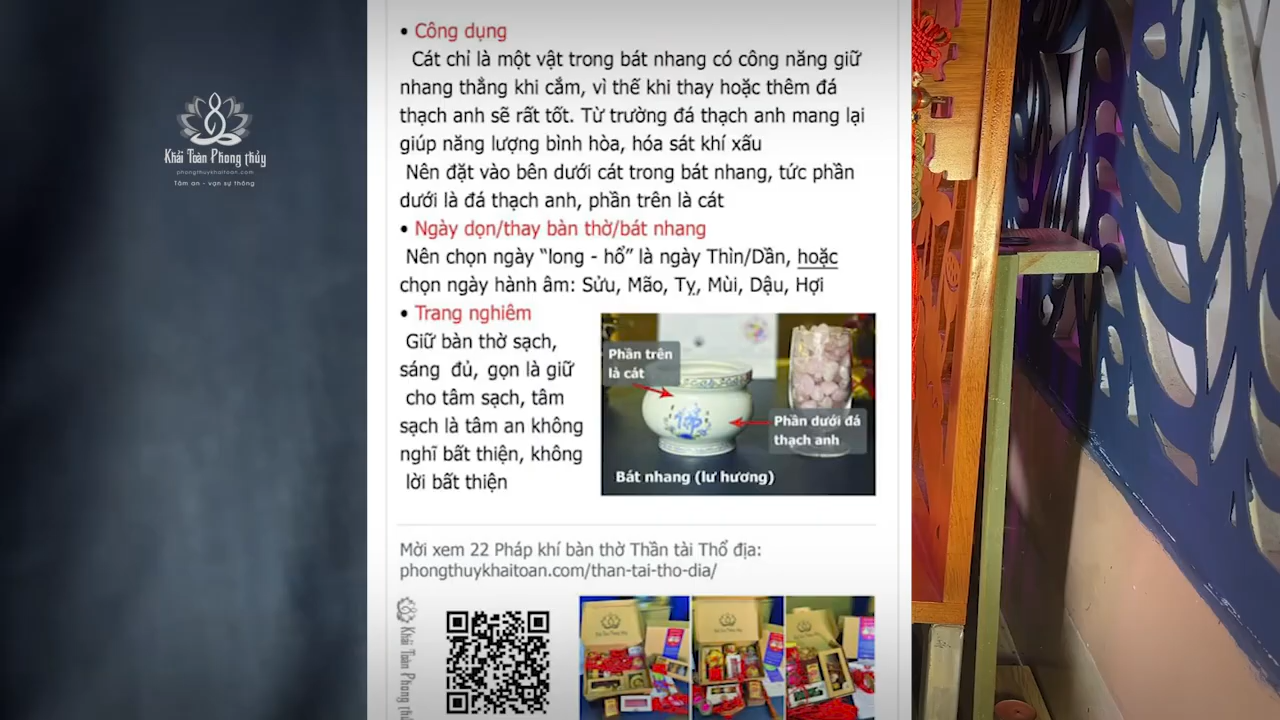 Khải Toàn Phong thủy
phongthuykhaitoan.com
Tâm an - vạn sự thông
• Công dụng
Cát chỉ là một vật trong bát nhang có công năng giữ
nhang thẳng khi cắm, vì thế khi thay hoặc thêm đá
thạch anh sẽ rất tốt. Từ trường đá thạch anh mang lại
giúp năng lượng bình hòa, hóa sát khí xấu
Nên đặt vào bên dưới cát trong bát nhang, tức phần
dưới là đá thạch anh, phần trên là cát
• Ngày dọn/thay bàn thờ/bát nhang
Nên chọn ngày “long - hổ” là ngày Thìn/Dần, hoặc
chọn ngày hành âm: Sửu, Mão, Tỵ, Mùi, Dậu, Hợi
• Trang nghiêm
Giữ bàn thờ sạch,
sáng đủ, gọn là giữ
cho tâm sạch, tâm
sạch là tâm an không
nghĩ bất thiện, không
lời bất thiện
Phần trên
là cát
佛
Phần dưới đá
thạch anh
Bát nhang (lư hương)
Mời xem 22 Pháp khí bàn thờ Thần tài Thổ địa:
phongthuykhaitoan.com/than-tai-tho-dia/
Khải Toàn Phong thủy